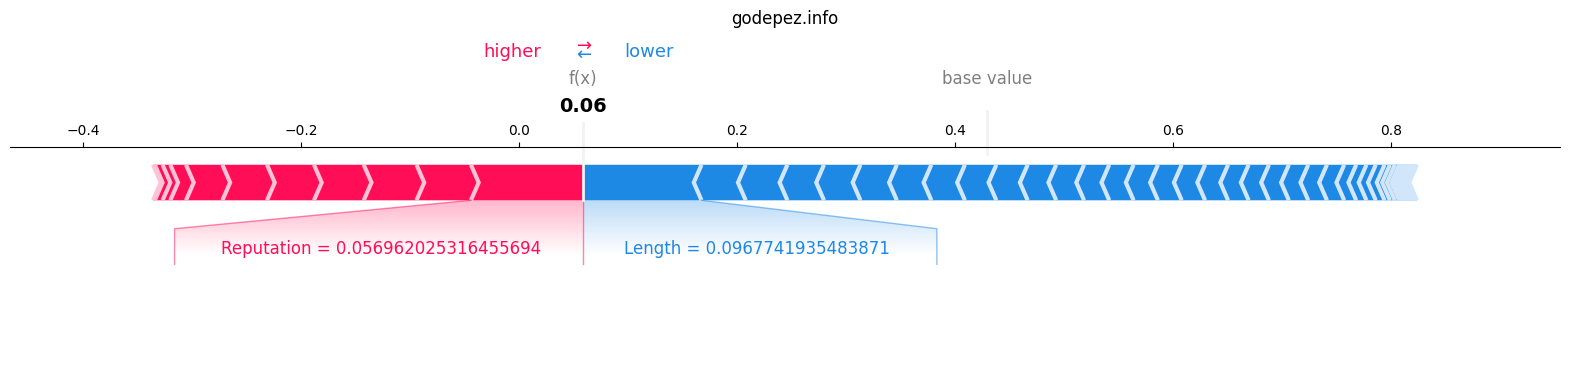 godepez.info
higher ⇄ lower
f(x) base value
0.06
−0.4 −0.2 0.0 0.2 0.4 0.6 0.8
Reputation = 0.056962025316455694 Length = 0.0967741935483871